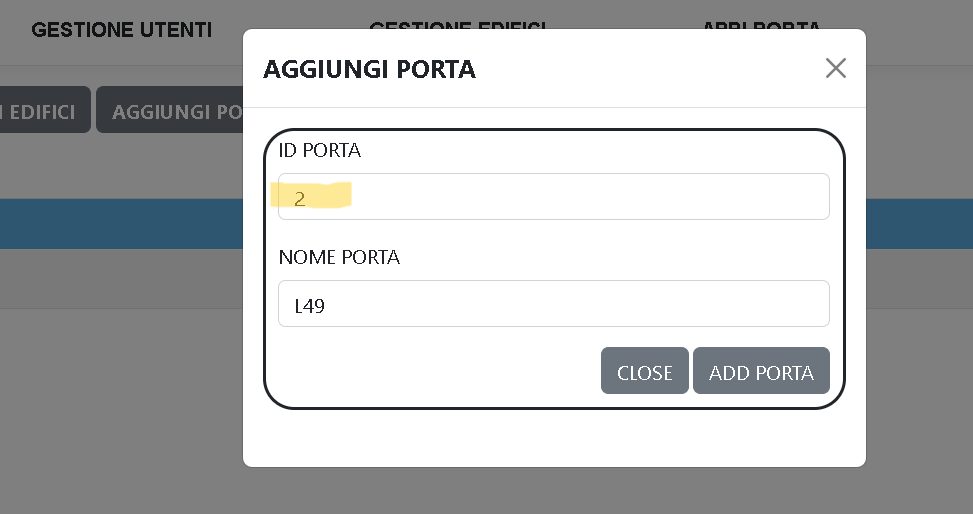 GESTIONE UTENTI
GESTIONE EDIFICI
APRI PORTA
AGGIUNGI PORTA
I EDIFICI
AGGIUNGI PO
ID PORTA
2
NOME PORTA
L49
CLOSE
ADD PORTA